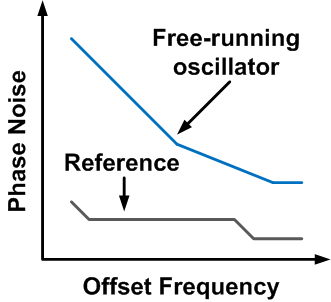 Free-running
oscillator
Reference
Phase Noise
Offset Frequency